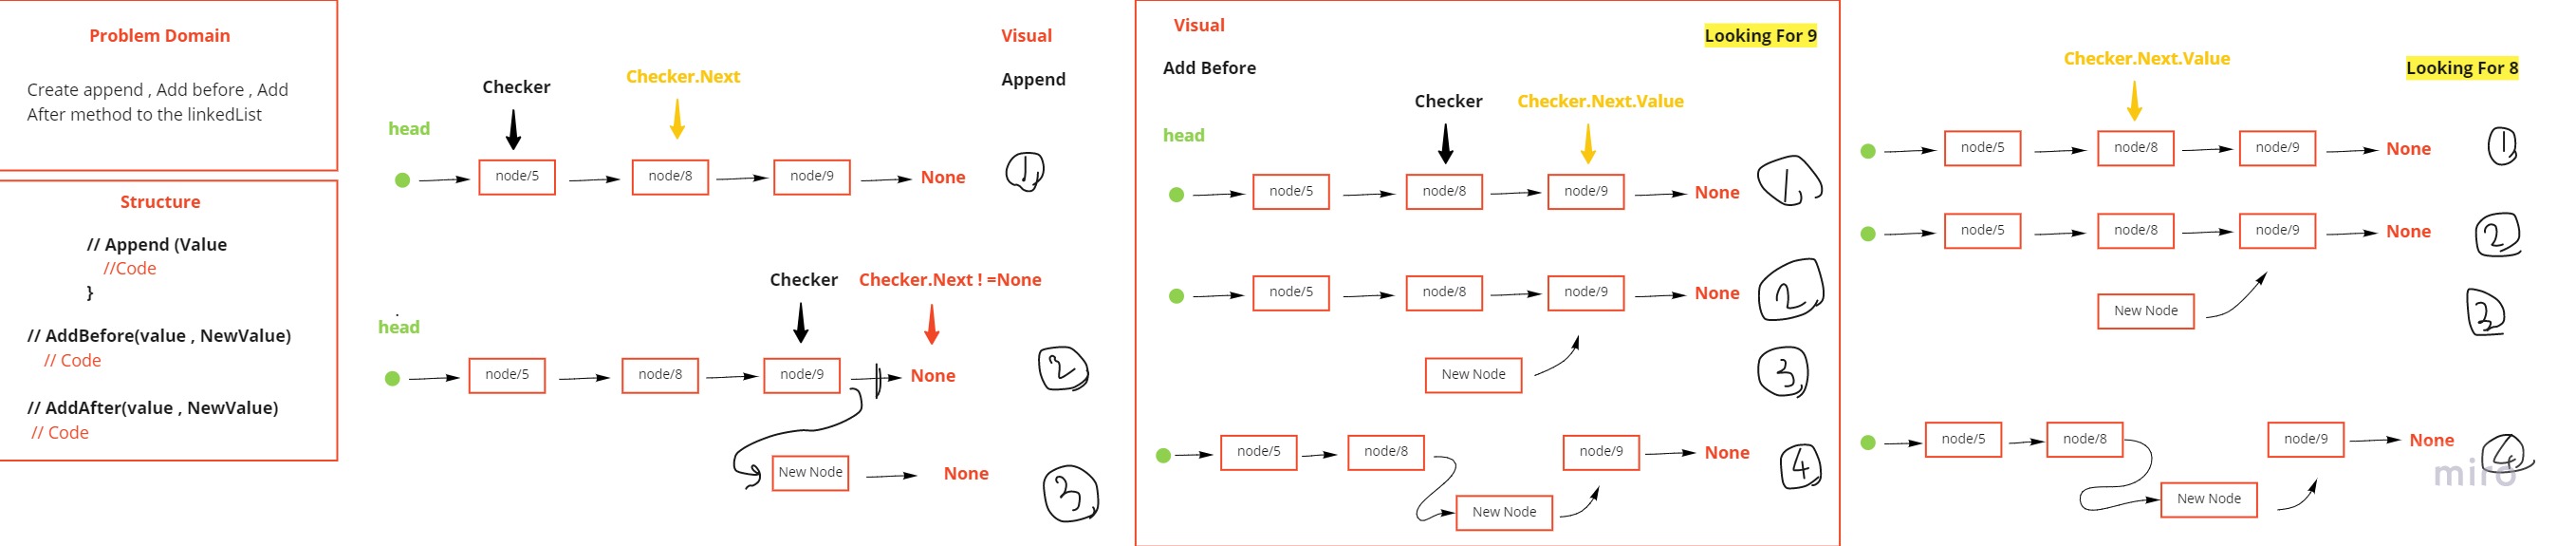 Problem Domain
Create append , Add before , Add
After method to the linkedList
Structure
// Append (Value
//Code
}
// AddBefore(value , NewValue)
// Code
// AddAfter(value , NewValue)
// Code
Visual
Append
Checker
Checker.Next
head
node/5
node/8
node/9
None
1
Checker
Checker.Next ! =None
head
node/5
node/8
node/9
None
2
New Node
None
3
Visual
Looking For 9
Add Before
Checker
Checker.Next.Value
head
node/5
node/8
node/9
None
1
node/5
node/8
node/9
None
2
New Node
3
node/5
node/8
node/9
None
4
New Node
Checker.Next.Value
Looking For 8
node/5
node/8
node/9
None
1
node/5
node/8
node/9
None
2
New Node
3
node/5
node/8
node/9
None
4
New Node
miro